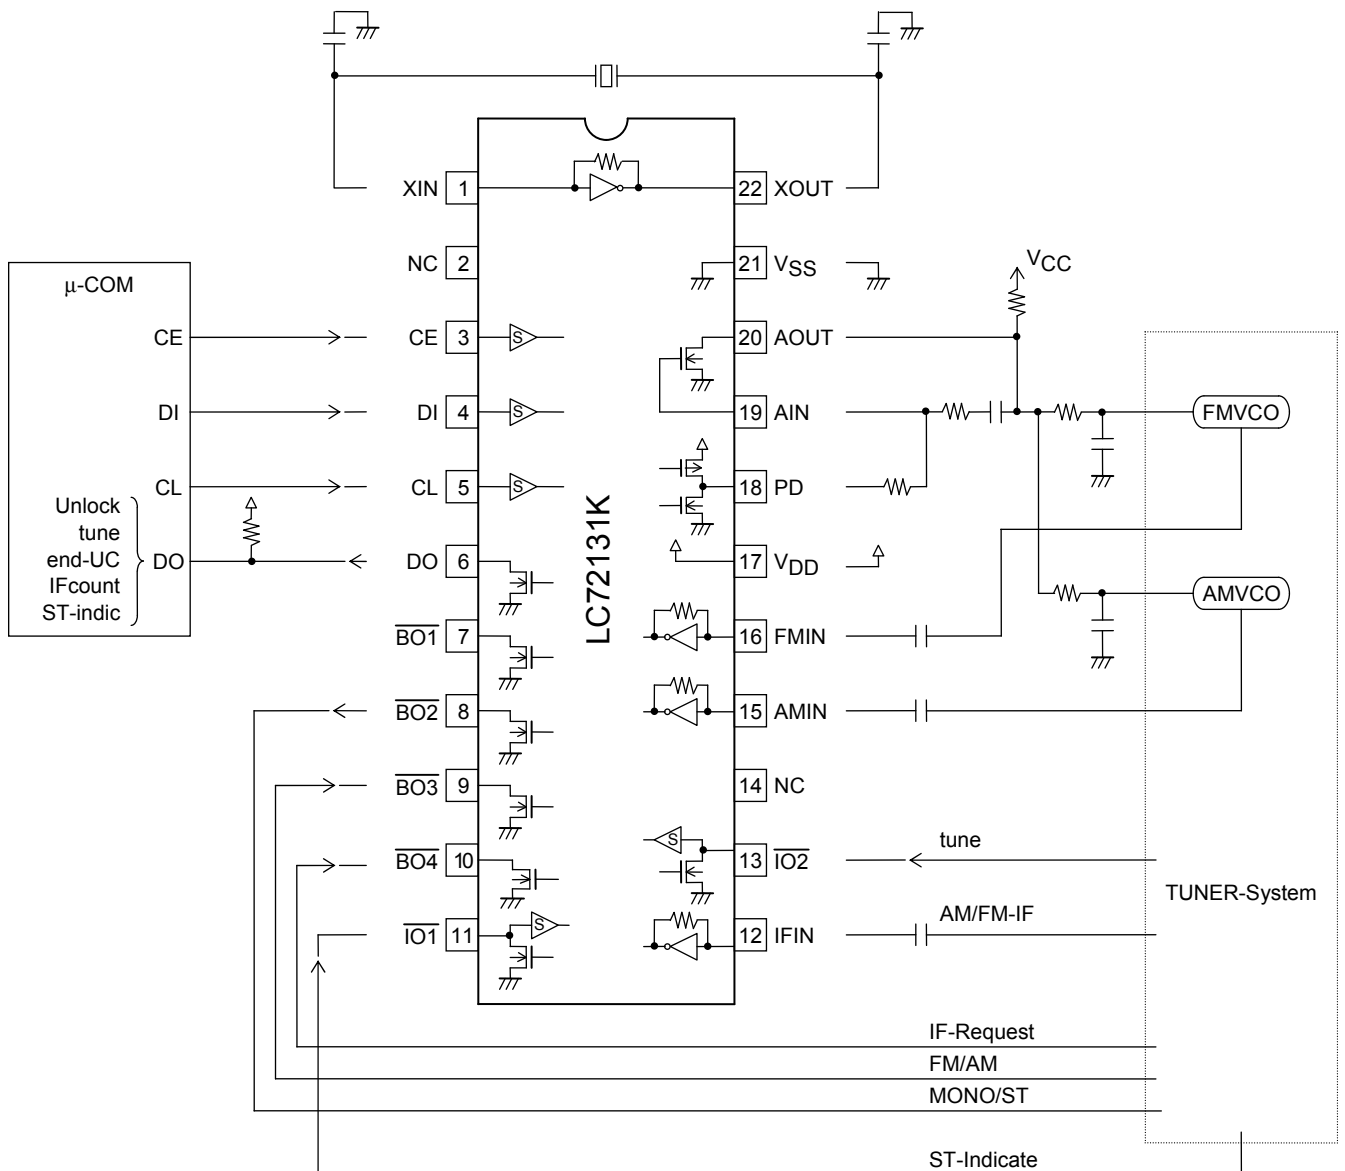 XIN 1
22 XOUT
NC 2
21 VSS
VCC
μ-COM
CE
CE 3
S
20 AOUT
DI
DI 4
S
19 AIN
FMVCO
CL
CL 5
S
18 PD
Unlock
tune
end-UC
IFcount
ST-indic
DO
DO 6
17 VDD
LC72131K
AMVCO
BO1 7
16 FMIN
BO2 8
15 AMIN
BO3 9
14 NC
BO4 10
S
13 IO2
tune
TUNER-System
IO1 11
S
12 IFIN
AM/FM-IF
IF-Request
FM/AM
MONO/ST
ST-Indicate